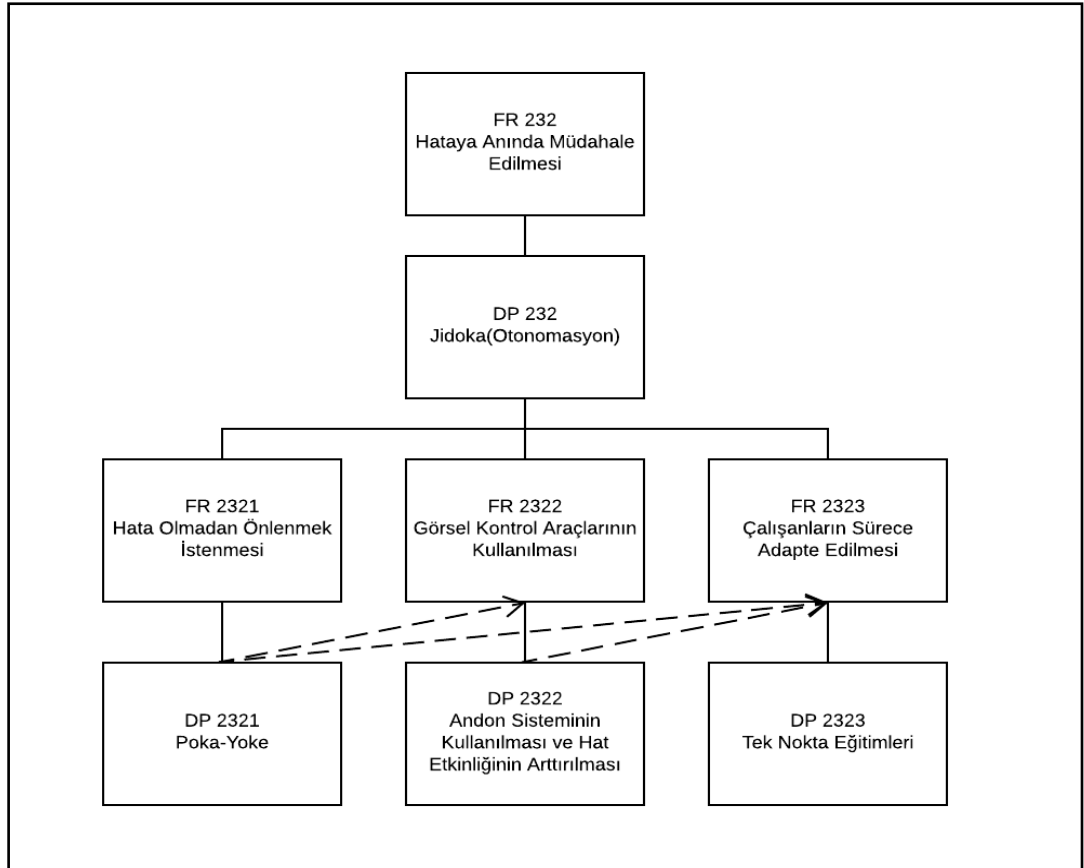 FR 232
Hataya Anında Müdahale
Edilmesi
DP 232
Jidoka(Otonomasyon)
FR 2321
Hata Olmadan Önlenmek
İstenmesi
FR 2322
Görsel Kontrol Araçlarının
Kullanılması
FR 2323
Çalışanların Sürece
Adapte Edilmesi
DP 2321
Poka-Yoke
DP 2322
Andon Sisteminin
Kullanılması ve Hat
Etkinliğinin Arttırılması
DP 2323
Tek Nokta Eğitimleri